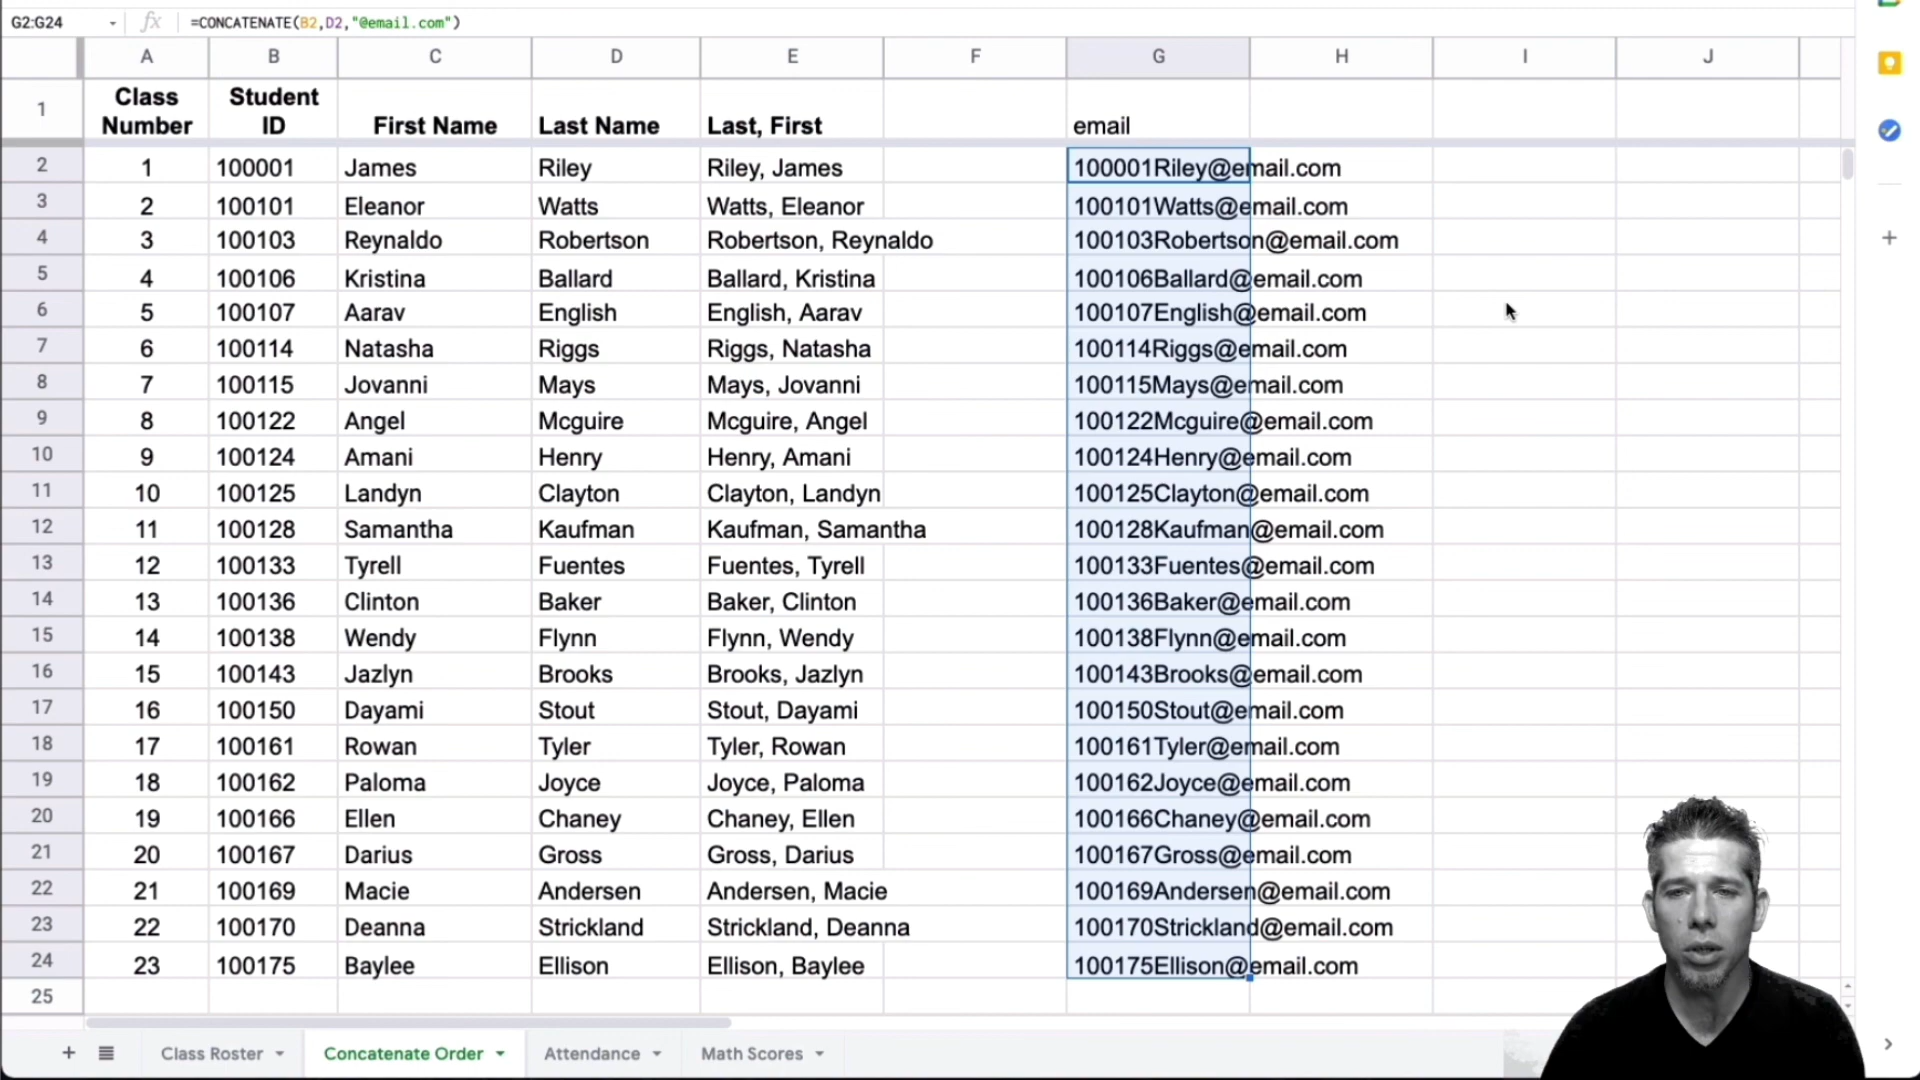 G2:G24 fx =CONCATENATE(B2,D2,"@email.com")
A B C D E F G H I J
1 Class Number Student ID First Name Last Name Last, First email
2 1 100001 James Riley Riley, James 100001Riley@email.com
3 2 100101 Eleanor Watts Watts, Eleanor 100101Watts@email.com
4 3 100103 Reynaldo Robertson Robertson, Reynaldo 100103Robertson@email.com
5 4 100106 Kristina Ballard Ballard, Kristina 100106Ballard@email.com
6 5 100107 Aarav English English, Aarav 100107English@email.com
7 6 100114 Natasha Riggs Riggs, Natasha 100114Riggs@email.com
8 7 100115 Jovanni Mays Mays, Jovanni 100115Mays@email.com
9 8 100122 Angel Mcguire Mcguire, Angel 100122Mcguire@email.com
10 9 100124 Amani Henry Henry, Amani 100124Henry@email.com
11 10 100125 Landyn Clayton Clayton, Landyn 100125Clayton@email.com
12 11 100128 Samantha Kaufman Kaufman, Samantha 100128Kaufman@email.com
13 12 100133 Tyrell Fuentes Fuentes, Tyrell 100133Fuentes@email.com
14 13 100136 Clinton Baker Baker, Clinton 100136Baker@email.com
15 14 100138 Wendy Flynn Flynn, Wendy 100138Flynn@email.com
16 15 100143 Jazlyn Brooks Brooks, Jazlyn 100143Brooks@email.com
17 16 100150 Dayami Stout Stout, Dayami 100150Stout@email.com
18 17 100161 Rowan Tyler Tyler, Rowan 100161Tyler@email.com
19 18 100162 Paloma Joyce Joyce, Paloma 100162Joyce@email.com
20 19 100166 Ellen Chaney Chaney, Ellen 100166Chaney@email.com
21 20 100167 Darius Gross Gross, Darius 100167Gross@email.com
22 21 100169 Macie Andersen Andersen, Macie 100169Andersen@email.com
23 22 100170 Deanna Strickland Strickland, Deanna 100170Strickland@email.com
24 23 100175 Baylee Ellison Ellison, Baylee 100175Ellison@email.com
25
Class Roster Concatenate Order Attendance Math Scores